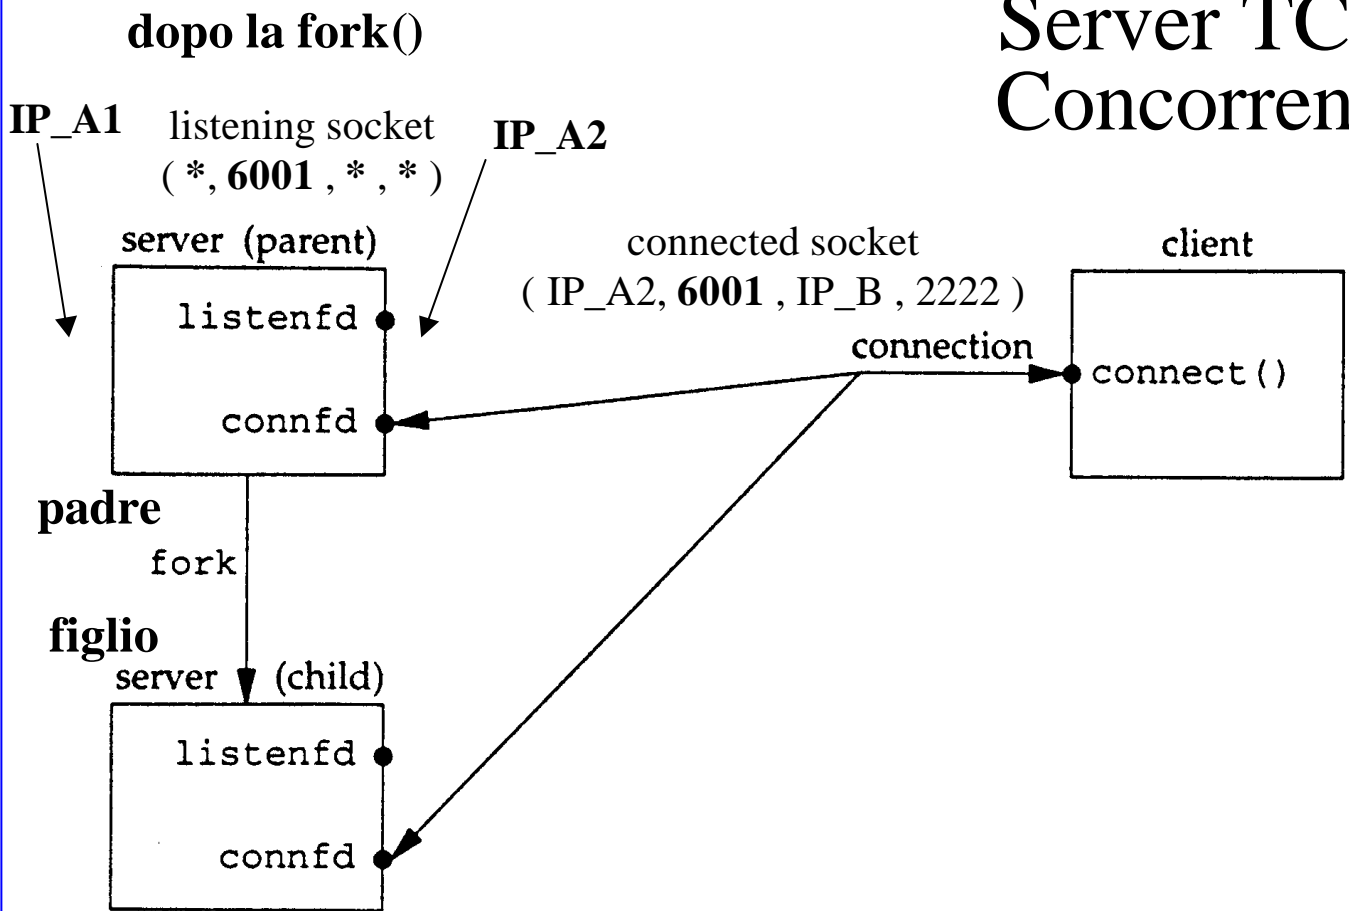 dopo la fork()
Server TC
Concorren
IP_A1
listening socket
( *, 6001 , * , * )
IP_A2
server (parent)
listenfd
connfd
connected socket
( IP_A2, 6001 , IP_B , 2222 )
connection
client
connect()
padre
fork
figlio
server (child)
listenfd
connfd